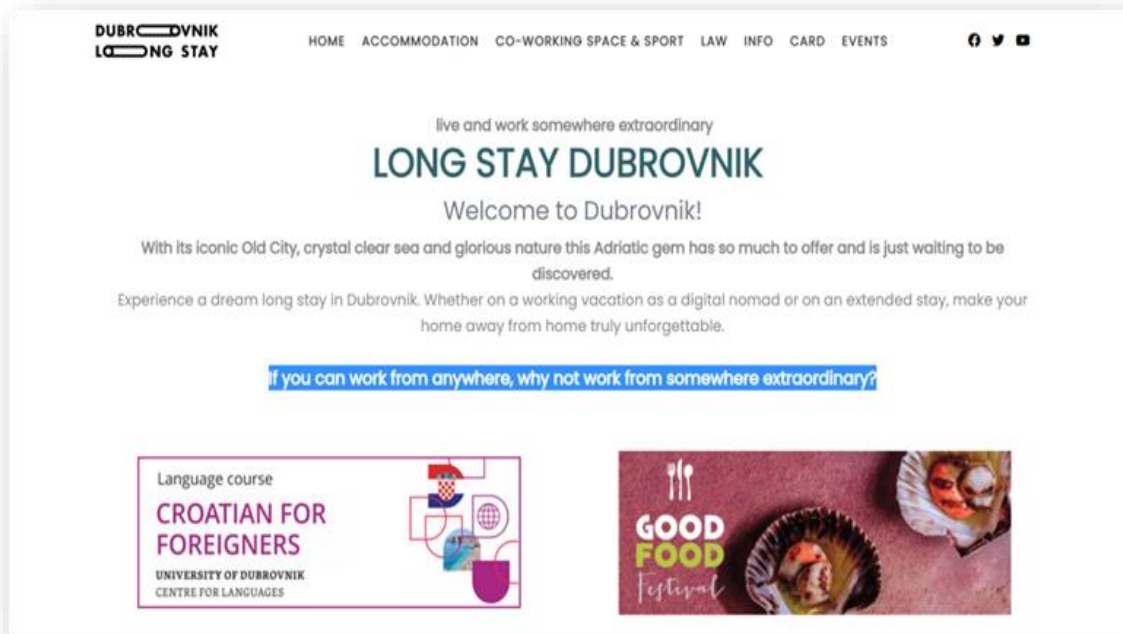 DUBROVNIK
LONG STAY
HOME ACCOMMODATION CO-WORKING SPACE & SPORT LAW INFO CARD EVENTS
live and work somewhere extraordinary
LONG STAY DUBROVNIK
Welcome to Dubrovnik!
With its iconic Old City, crystal clear sea and glorious nature this Adriatic gem has so much to offer and is just waiting to be
discovered.
Experience a dream long stay in Dubrovnik. Whether on a working vacation as a digital nomad or on an extended stay, make your
home away from home truly unforgettable.
If you can work from anywhere, why not work from somewhere extraordinary?
Language course
CROATIAN FOR
FOREIGNERS
UNIVERSITY OF DUBROVNIK
CENTRE FOR LANGUAGES
GOOD
FOOD
Festival